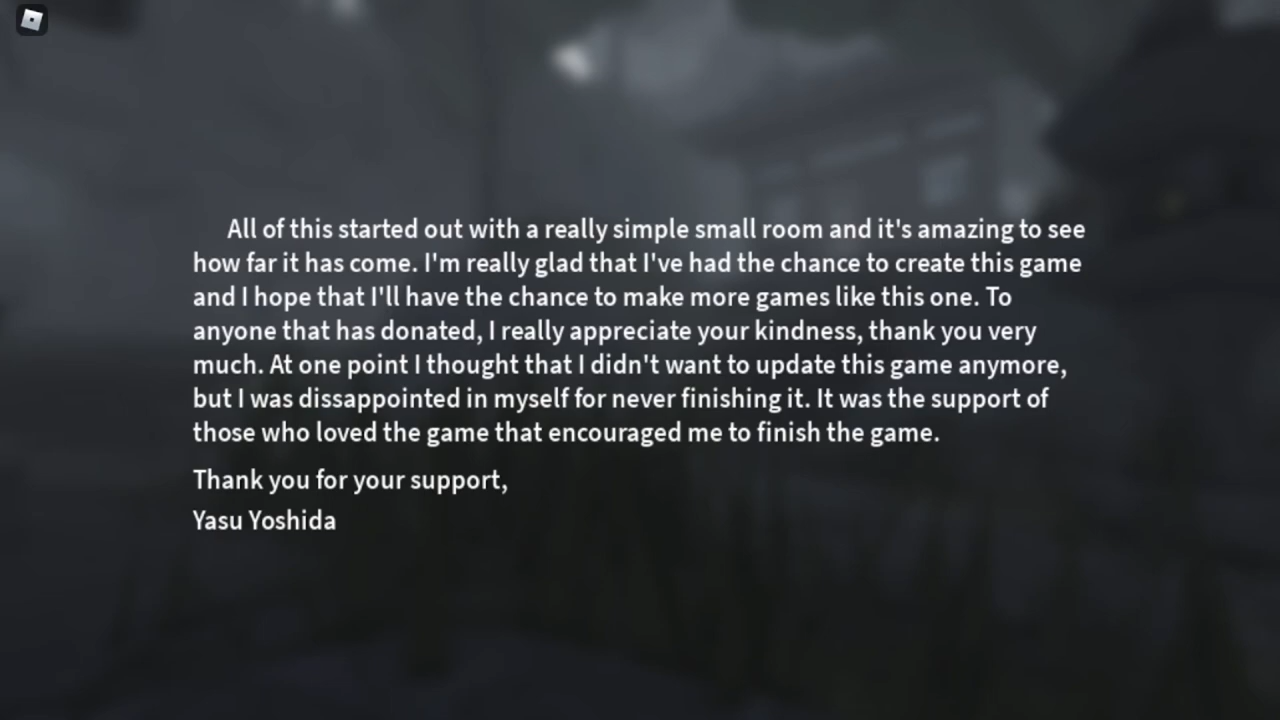 All of this started out with a really simple small room and it's amazing to see
how far it has come. I'm really glad that I've had the chance to create this game
and I hope that I'll have the chance to make more games like this one. To
anyone that has donated, I really appreciate your kindness, thank you very
much. At one point I thought that I didn't want to update this game anymore,
but I was dissappointed in myself for never finishing it. It was the support of
those who loved the game that encouraged me to finish the game.
Thank you for your support,
Yasu Yoshida